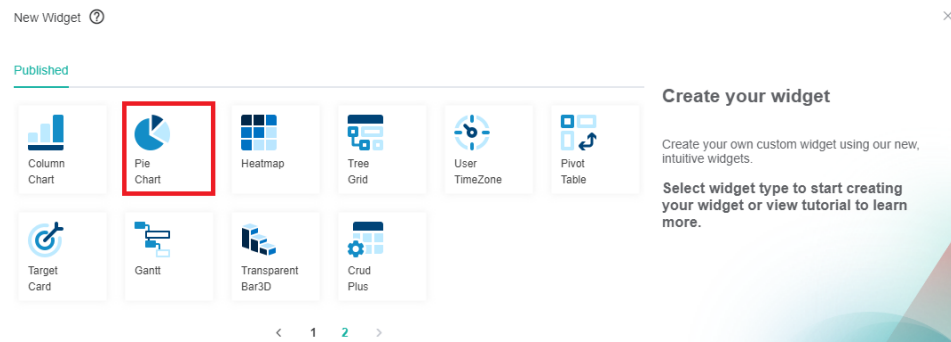 New Widget ?
Published
Create your widget
Create your own custom widget using our new,
intuitive widgets.
Select widget type to start creating
your widget or view tutorial to learn
more.
Column
Chart
Pie
Chart
Heatmap
Tree
Grid
User
TimeZone
Pivot
Table
Target
Card
Gantt
Transparent
Bar3D
Crud
Plus
< 1 2 >